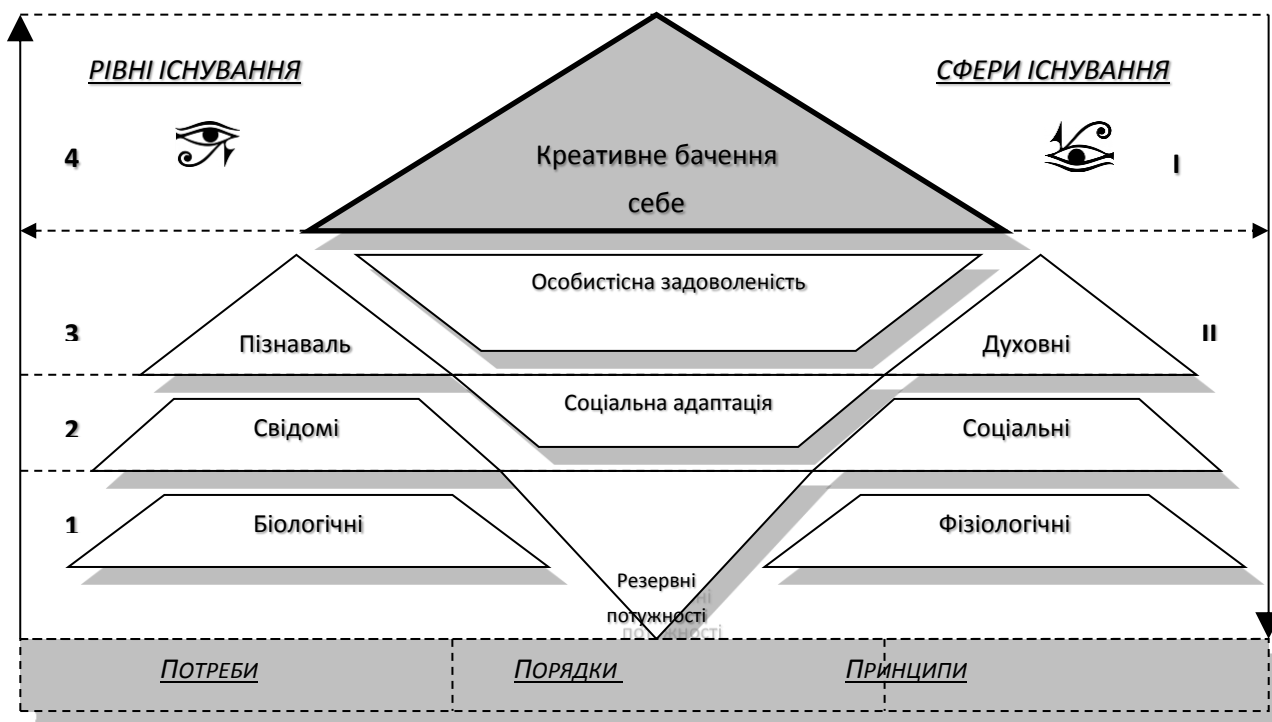 РІВНІ ІСНУВАННЯ
СФЕРИ ІСНУВАННЯ
4
Креативне бачення
себе
I
Особистісна задоволеність
3
Пізнаваль
Духовні
II
Соціальна адаптація
2
Свідомі
Соціальні
1
Біологічні
Фізіологічні
Резервні
потужності
ПОТРЕБИ
ПОРЯДКИ
ПРИНЦИПИ